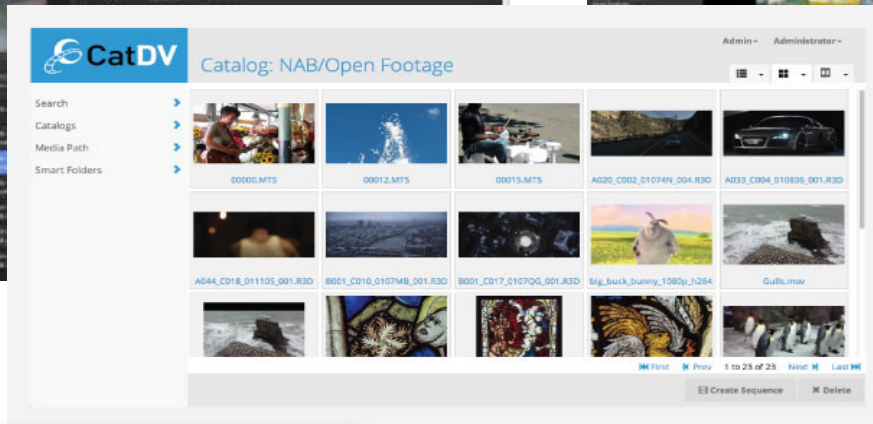 CatDV
Catalog: NAB/Open Footage
Admin
Administrator
Search
Catalogs
Media Path
Smart Folders
00000.MTS
00012.MTS
00015.MTS
A020_C002_01074N_004.R3D
A033_C004_010836_001.R3D
A044_C018_011105_001.R3D
B001_C010_0107MB_001.R3D
B001_C017_0107QG_001.R3D
big_buck_bunny_1080p_h264
Gulls.mov
First Prev 1 to 23 of 23 Next Last
Create Sequence
Delete